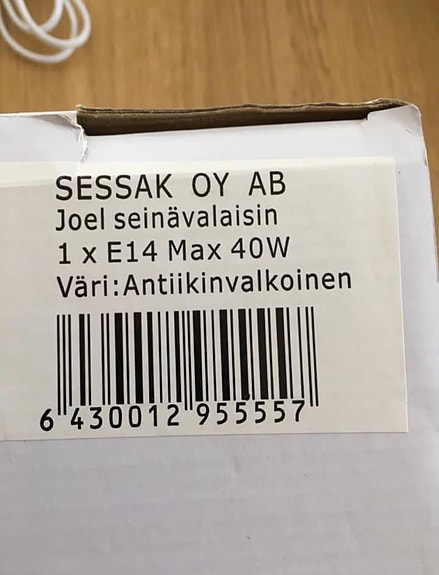 SESSAK OY AB
Joel seinävalaisin
1 x E14 Max 40W
Väri:Antiikinvalkoinen
6 430012 955557